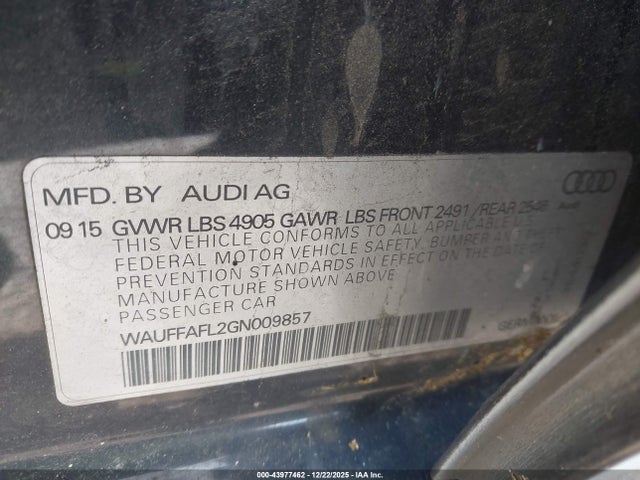 MFD. BY AUDI AG
09 15 GVWR LBS 4905 GAWR LBS FRONT 2491 /REAR 2546 Audi
THIS VEHICLE CONFORMS TO ALL APPLICABLE
FEDERAL MOTOR VEHICLE SAFETY, BUMPER AND THEFT
PREVENTION STANDARDS IN EFFECT ON THE DATE OF
MANUFACTURE SHOWN ABOVE
PASSENGER CAR
WAUFFAFL2GN009857
000-43977462 - 12/22/2025 - IAA Inc.